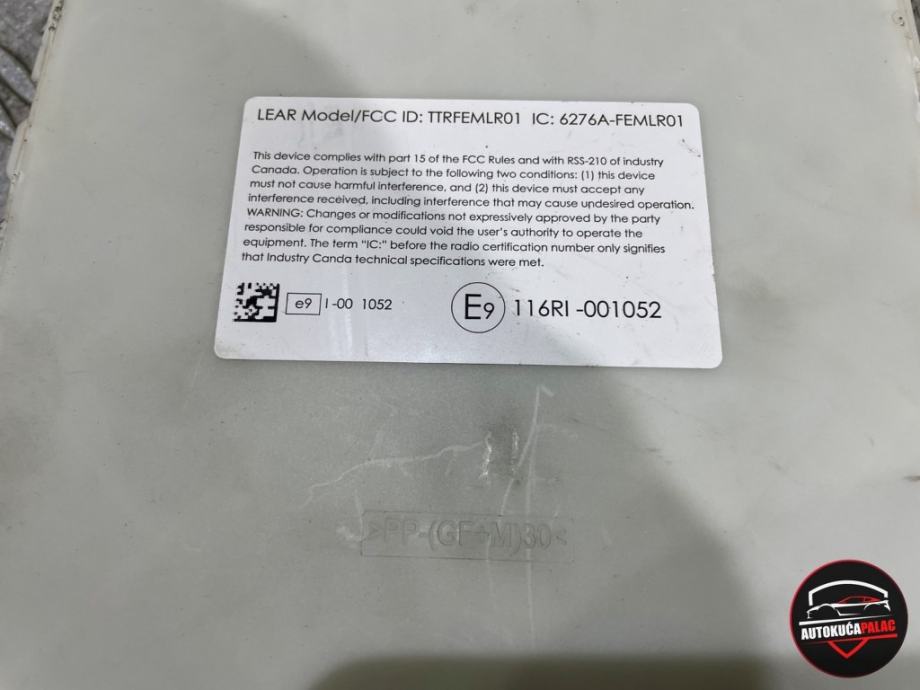 LEAR Model/FCC ID: TTRFEMLR01 IC: 6276A-FEMLR01
This device complies with part 15 of the FCC Rules and with RSS-210 of industry
Canada. Operation is subject to the following two conditions: (1) this device
must not cause harmful interference, and (2) this device must accept any
interference received, including interference that may cause undesired operation.
WARNING: Changes or modifications not expressively approved by the party
responsible for compliance could void the user's authority to operate the
equipment. The term "IC:" before the radio certification number only signifies
that Industry Canda technical specifications were met.
e9 I-00 1052 E9 116RI-001052
>PP-(GF+M)30<
AUTOKUĆAPALAC